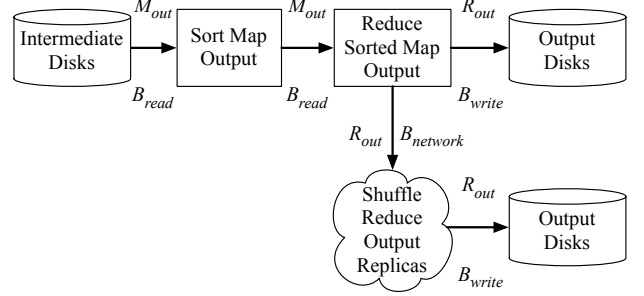 M_out
M_out
R_out
Intermediate
Disks
Sort Map
Output
Reduce
Sorted Map
Output
Output
Disks
B_read
B_read
B_write
R_out
B_network
Shuffle
Reduce
Output
Replicas
R_out
Output
Disks
B_write